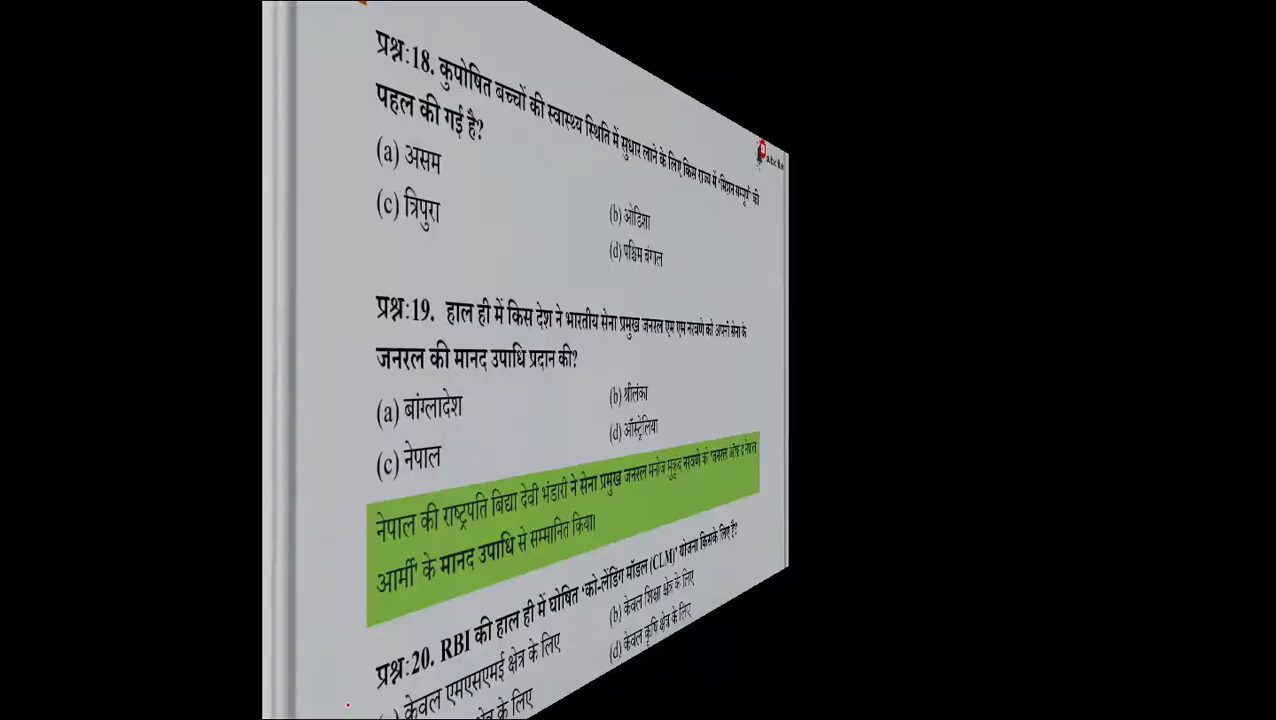 प्रश्न:18. कुपोषित बच्चों की स्वास्थ्य स्थिति में सुधार लाने के लिए किस राज्य में 'मिशन सम्पूर्ण' की
पहल की गई है?
(a) असम
(b) ओडिशा
(c) त्रिपुरा
(d) पश्चिम बंगाल
प्रश्न:19. हाल ही में किस देश ने भारतीय सेना प्रमुख जनरल एम एम नरवणे को अपनी सेना के
जनरल की मानद उपाधि प्रदान की?
(a) बांग्लादेश
(b) श्रीलंका
(c) नेपाल
(d) ऑस्ट्रेलिया
नेपाल की राष्ट्रपति बिद्या देवी भंडारी ने सेना प्रमुख जनरल मनोज मुकुंद नरवणे को 'जनरल ऑफ द नेपाल
आर्मी' के मानद उपाधि से सम्मानित किया।
प्रश्न:20. RBI की हाल ही में घोषित 'को-लेंडिंग मॉडल (CLM)' योजना किसके लिए है?
केवल एमएसएमई क्षेत्र के लिए
(b) केवल शिक्षा क्षेत्र के लिए
क्षेत्र के लिए
(d) केवल कृषि क्षेत्र के लिए